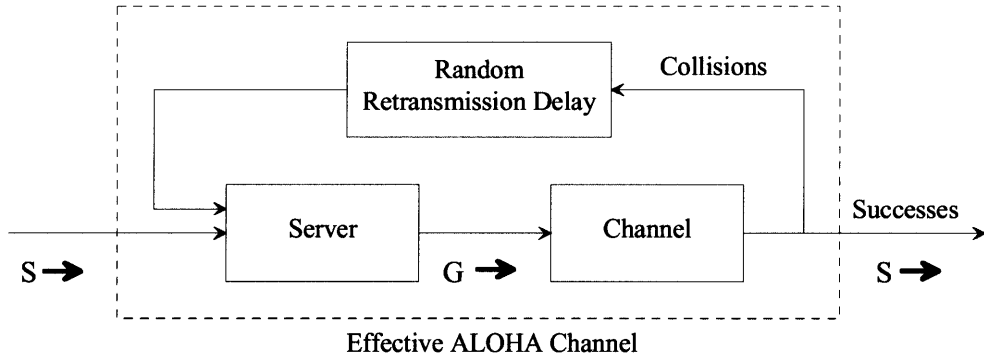 Random
Retransmission Delay
Collisions
Server
Channel
Successes
S
G
S
Effective ALOHA Channel